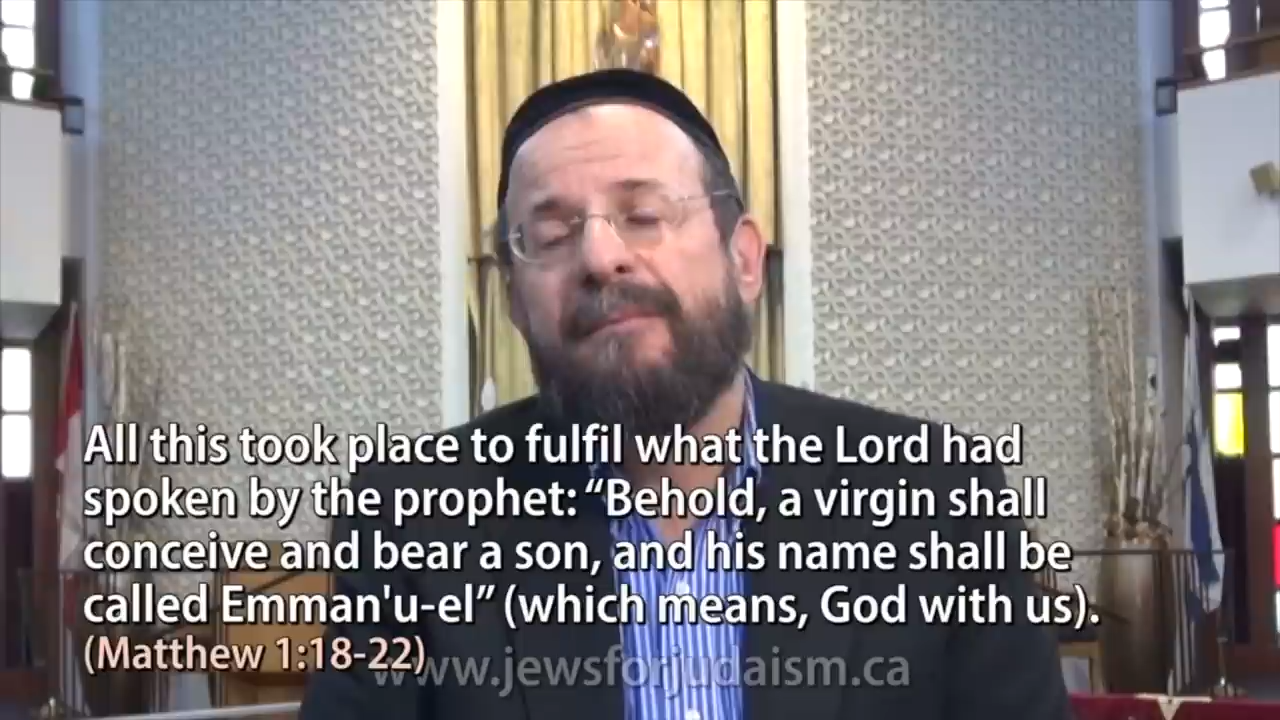 All this took place to fulfil what the Lord had
spoken by the prophet: “Behold, a virgin shall
conceive and bear a son, and his name shall be
called Emman'u-el” (which means, God with us).
(Matthew 1:18-22)
www.jewsforjudaism.ca